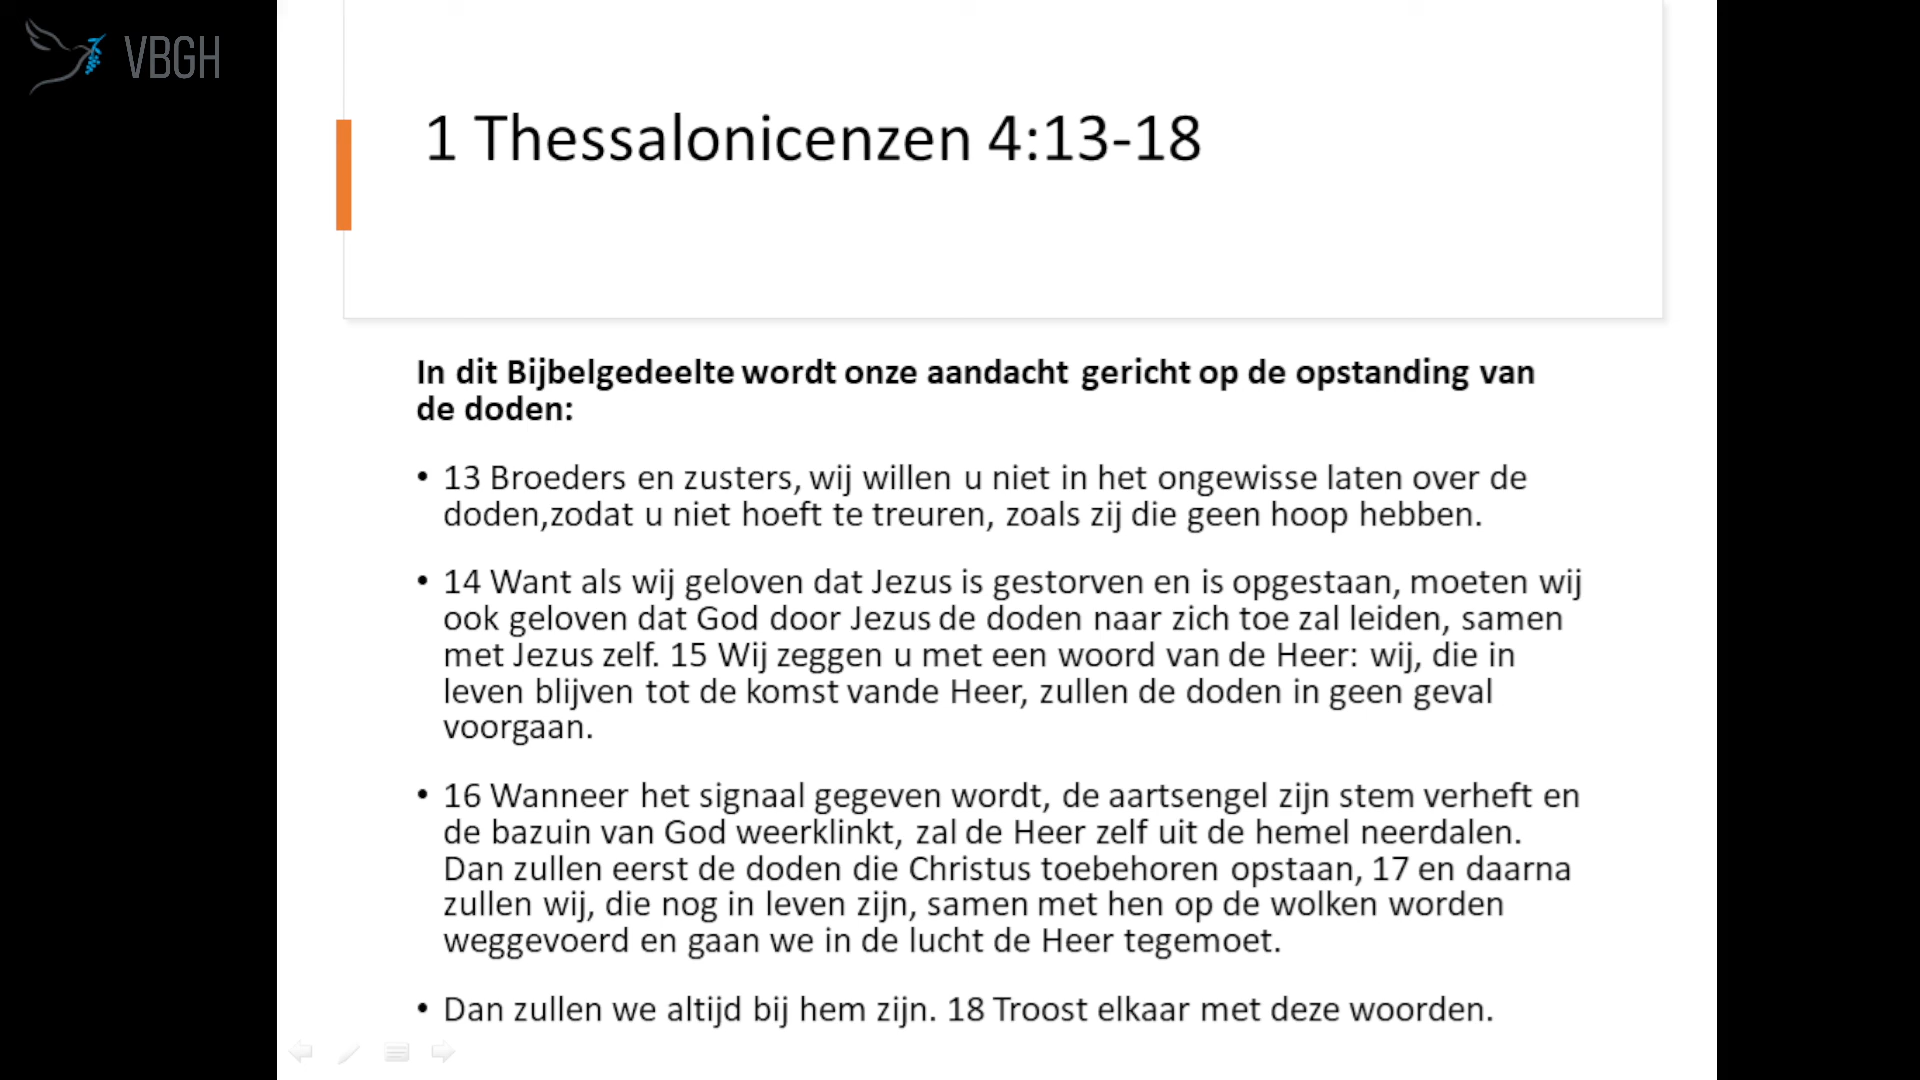 VBGH
1 Thessalonicenzen 4:13-18
In dit Bijbelgedeelte wordt onze aandacht gericht op de opstanding van
de doden:
• 13 Broeders en zusters, wij willen u niet in het ongewisse laten over de
doden,zodat u niet hoeft te treuren, zoals zij die geen hoop hebben.
• 14 Want als wij geloven dat Jezus is gestorven en is opgestaan, moeten wij
ook geloven dat God door Jezus de doden naar zich toe zal leiden, samen
met Jezus zelf. 15 Wij zeggen u met een woord van de Heer: wij, die in
leven blijven tot de komst vande Heer, zullen de doden in geen geval
voorgaan.
• 16 Wanneer het signaal gegeven wordt, de aartsengel zijn stem verheft en
de bazuin van God weerklinkt, zal de Heer zelf uit de hemel neerdalen.
Dan zullen eerst de doden die Christus toebehoren opstaan, 17 en daarna
zullen wij, die nog in leven zijn, samen met hen op de wolken worden
weggevoerd en gaan we in de lucht de Heer tegemoet.
• Dan zullen we altijd bij hem zijn. 18 Troost elkaar met deze woorden.